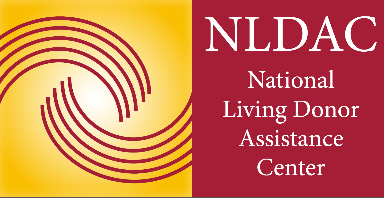 NLDAC
National
Living Donor
Assistance
Center